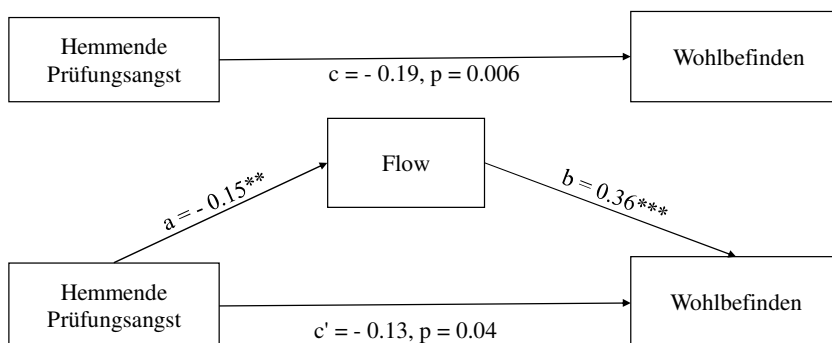 Hemmende
Prüfungsangst
Wohlbefinden
c = - 0.19, p = 0.006
Flow
a = - 0.15**
b = 0.36***
Hemmende
Prüfungsangst
Wohlbefinden
c' = - 0.13, p = 0.04